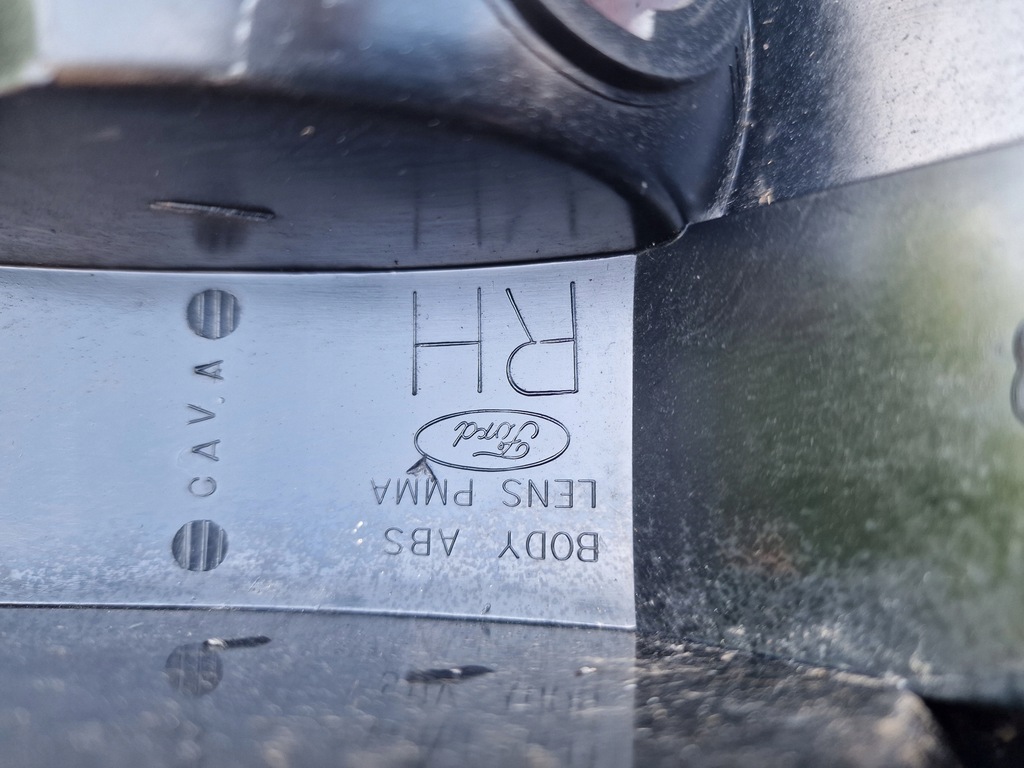 BODY ABS
LENS PMMA
Ford
RH
CAV.A